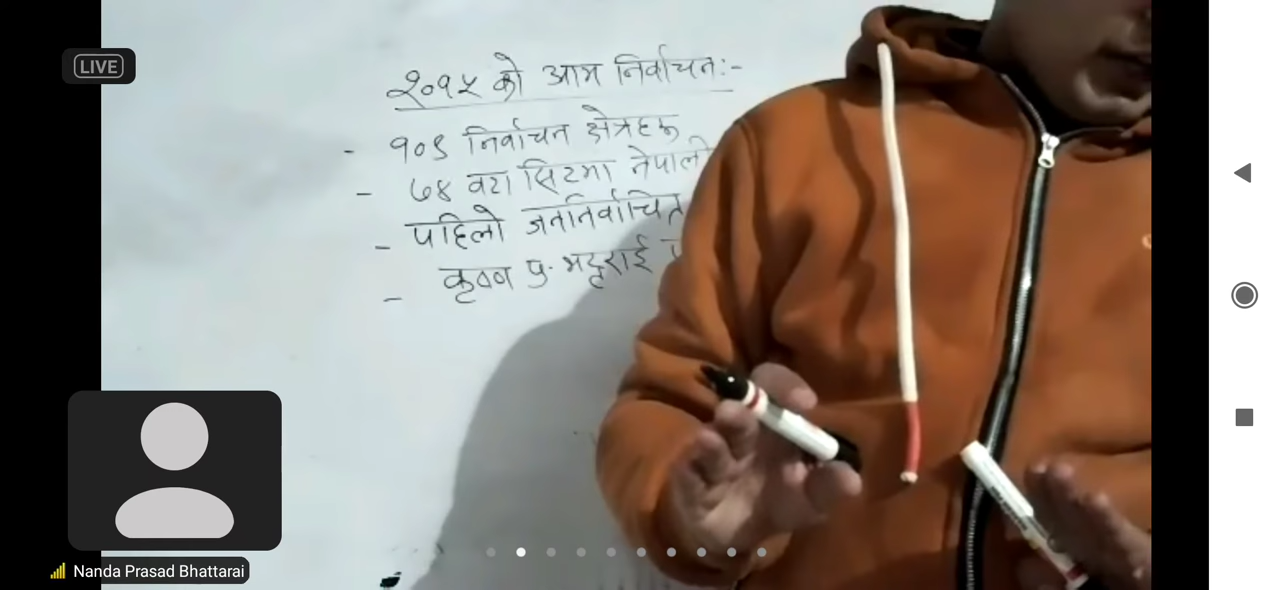 LIVE
२०१५ को आम निर्वाचन:-
- १०९ निर्वाचन क्षेत्रहरू
- ७४ वटा सिटमा नेपाली
- पहिलो जननिर्वाचित
- कृष्ण प्र. भट्टराई
Nanda Prasad Bhattarai